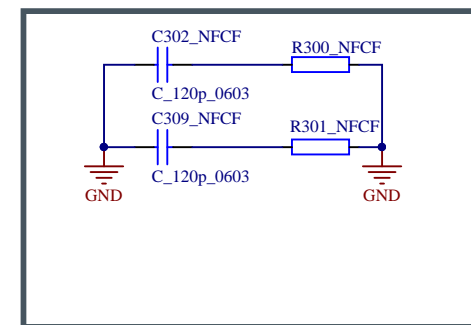 C302_NFCF
R300_NFCF
C_120p_0603
C309_NFCF
R301_NFCF
C_120p_0603
GND
GND